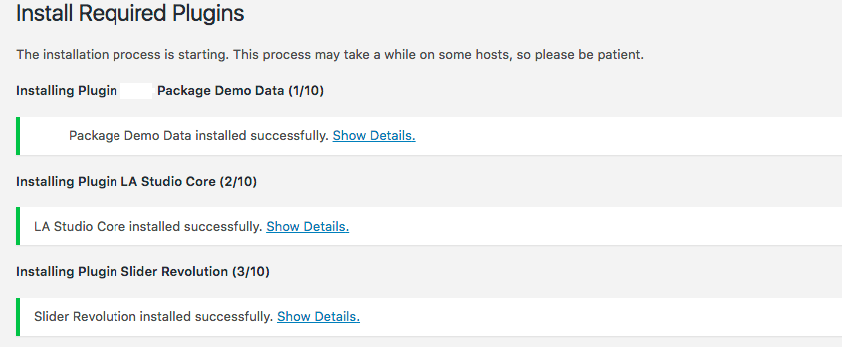 Install Required Plugins
The installation process is starting. This process may take a while on some hosts, so please be patient.
Installing Plugin Package Demo Data (1/10)
Package Demo Data installed successfully. Show Details.
Installing Plugin LA Studio Core (2/10)
LA Studio Core installed successfully. Show Details.
Installing Plugin Slider Revolution (3/10)
Slider Revolution installed successfully. Show Details.